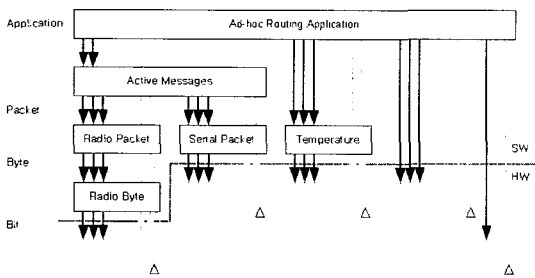 Application
Ad-hoc Routing Application
Active Messages
Packet
Radio Packet
Serial Packet
Temperature
SW
Byte
HW
Radio Byte
Bit